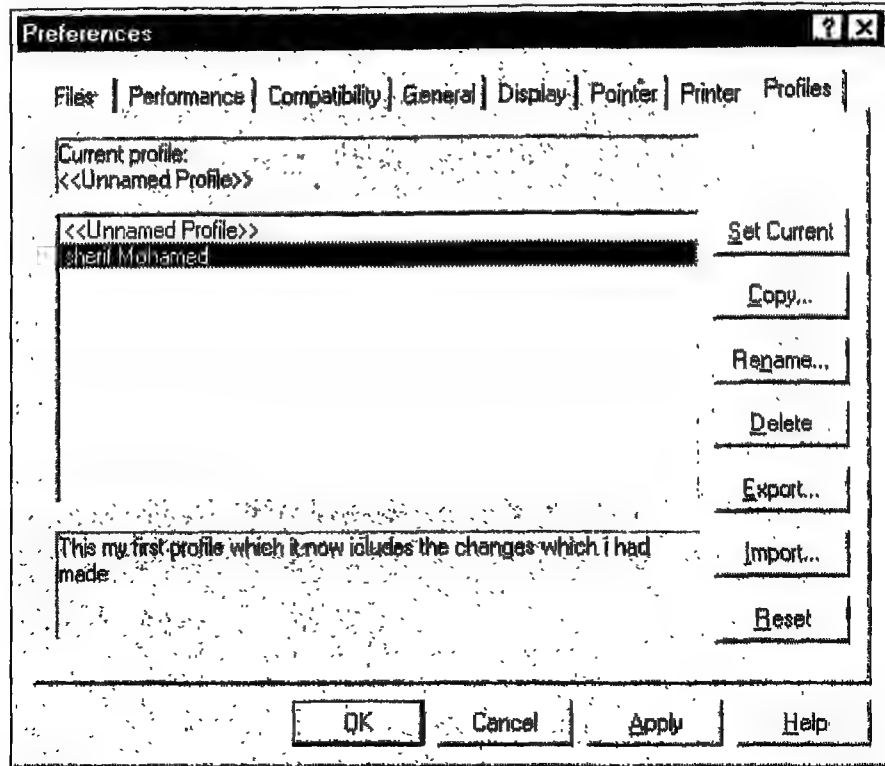 Preferences
Files Performance Compatibility General Display Pointer Printer Profiles
Current profile:
<<Unnamed Profile>>
<<Unnamed Profile>>
sherif Mohamed
Set Current
Copy...
Rename...
Delete
Export...
Import...
Reset
This my first profile which it now icludes the changes which i had
made
OK Cancel Apply Help